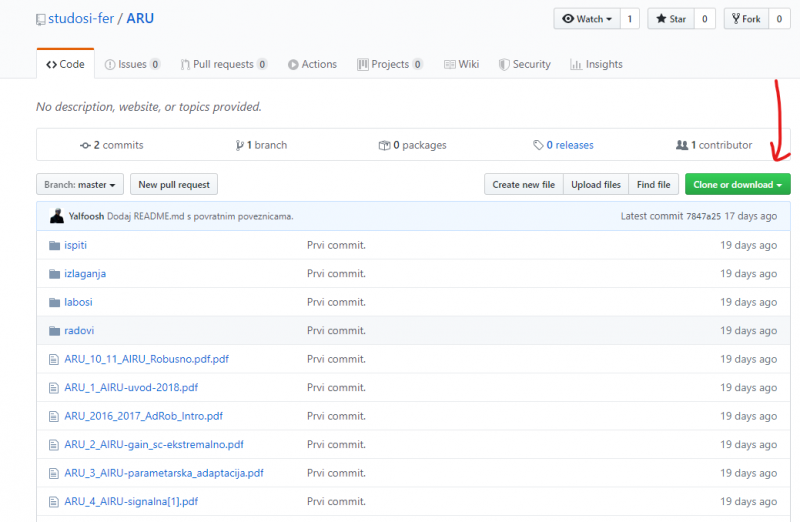 studosi-fer / ARU
Watch 1 Star 0 Fork 0
Code Issues 0 Pull requests 0 Actions Projects 0 Wiki Security Insights
No description, website, or topics provided.
2 commits 1 branch 0 packages 0 releases 1 contributor
Branch: master New pull request Create new file Upload files Find file Clone or download
Yalfoosh Dodaj README.md s povratnim poveznicama. Latest commit 7847a25 17 days ago
ispiti Prvi commit. 19 days ago
izlaganja Prvi commit. 19 days ago
labosi Prvi commit. 19 days ago
radovi Prvi commit. 19 days ago
ARU_10_11_AIRU_Robusno.pdf.pdf Prvi commit. 19 days ago
ARU_1_AIRU-uvod-2018.pdf Prvi commit. 19 days ago
ARU_2016_2017_AdRob_Intro.pdf Prvi commit. 19 days ago
ARU_2_AIRU-gain_sc-ekstremalno.pdf Prvi commit. 19 days ago
ARU_3_AIRU-parametarska_adaptacija.pdf Prvi commit. 19 days ago
ARU_4_AIRU-signalna[1].pdf Prvi commit. 19 days ago